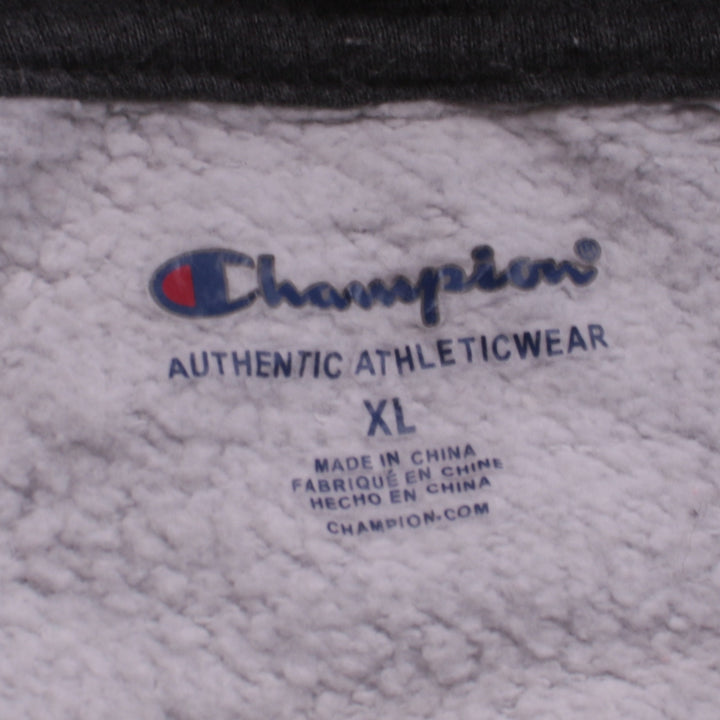 Champion®
AUTHENTIC ATHLETICWEAR
XL
MADE IN CHINA
FABRIQUÉ EN CHINE
HECHO EN CHINA
CHAMPION.COM